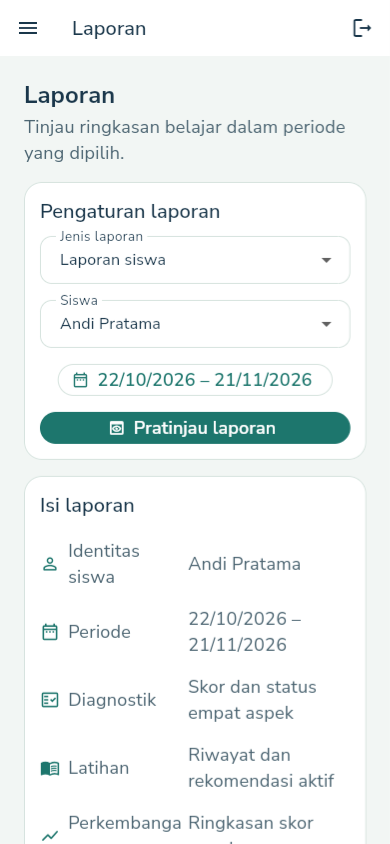 Laporan
Laporan
Tinjau ringkasan belajar dalam periode
yang dipilih.
Pengaturan laporan
Jenis laporan
Laporan siswa
Siswa
Andi Pratama
22/10/2026 – 21/11/2026
Pratinjau laporan
Isi laporan
Identitas
siswa
Andi Pratama
Periode
22/10/2026 –
21/11/2026
Diagnostik
Skor dan status
empat aspek
Latihan
Riwayat dan
rekomendasi aktif
Perkembanga
Ringkasan skor